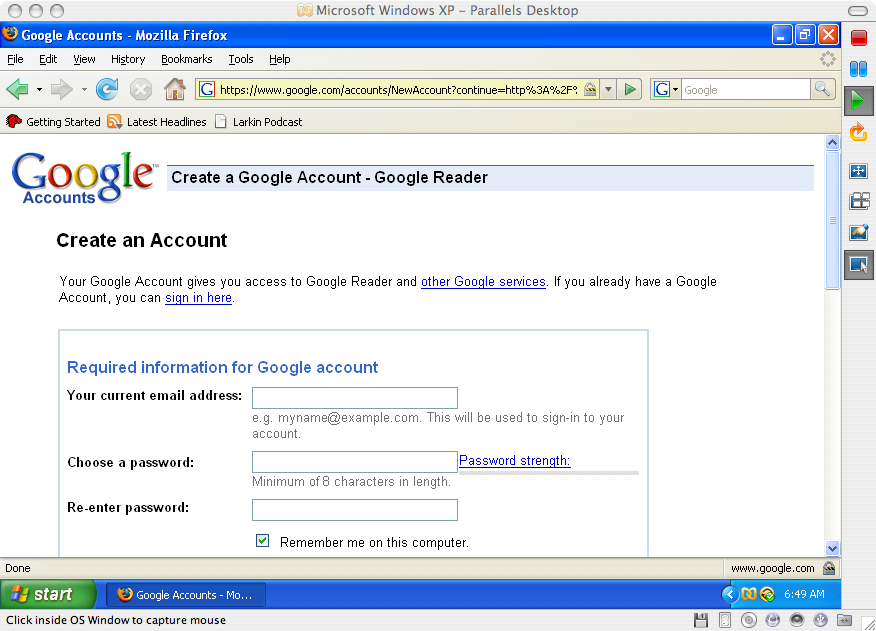 Microsoft Windows XP – Parallels Desktop
Google Accounts - Mozilla Firefox
File Edit View History Bookmarks Tools Help
G https://www.google.com/accounts/NewAccount?continue=http%3A%2F% G Google
Getting Started Latest Headlines Larkin Podcast
Google™
Accounts
Create a Google Account - Google Reader
Create an Account
Your Google Account gives you access to Google Reader and other Google services. If you already have a Google
Account, you can sign in here.
Required information for Google account
Your current email address:
e.g. myname@example.com. This will be used to sign-in to your
account.
Choose a password: Password strength:
Minimum of 8 characters in length.
Re-enter password:
Remember me on this computer.
Done www.google.com
start Google Accounts - Mo... 6:49 AM
Click inside OS Window to capture mouse